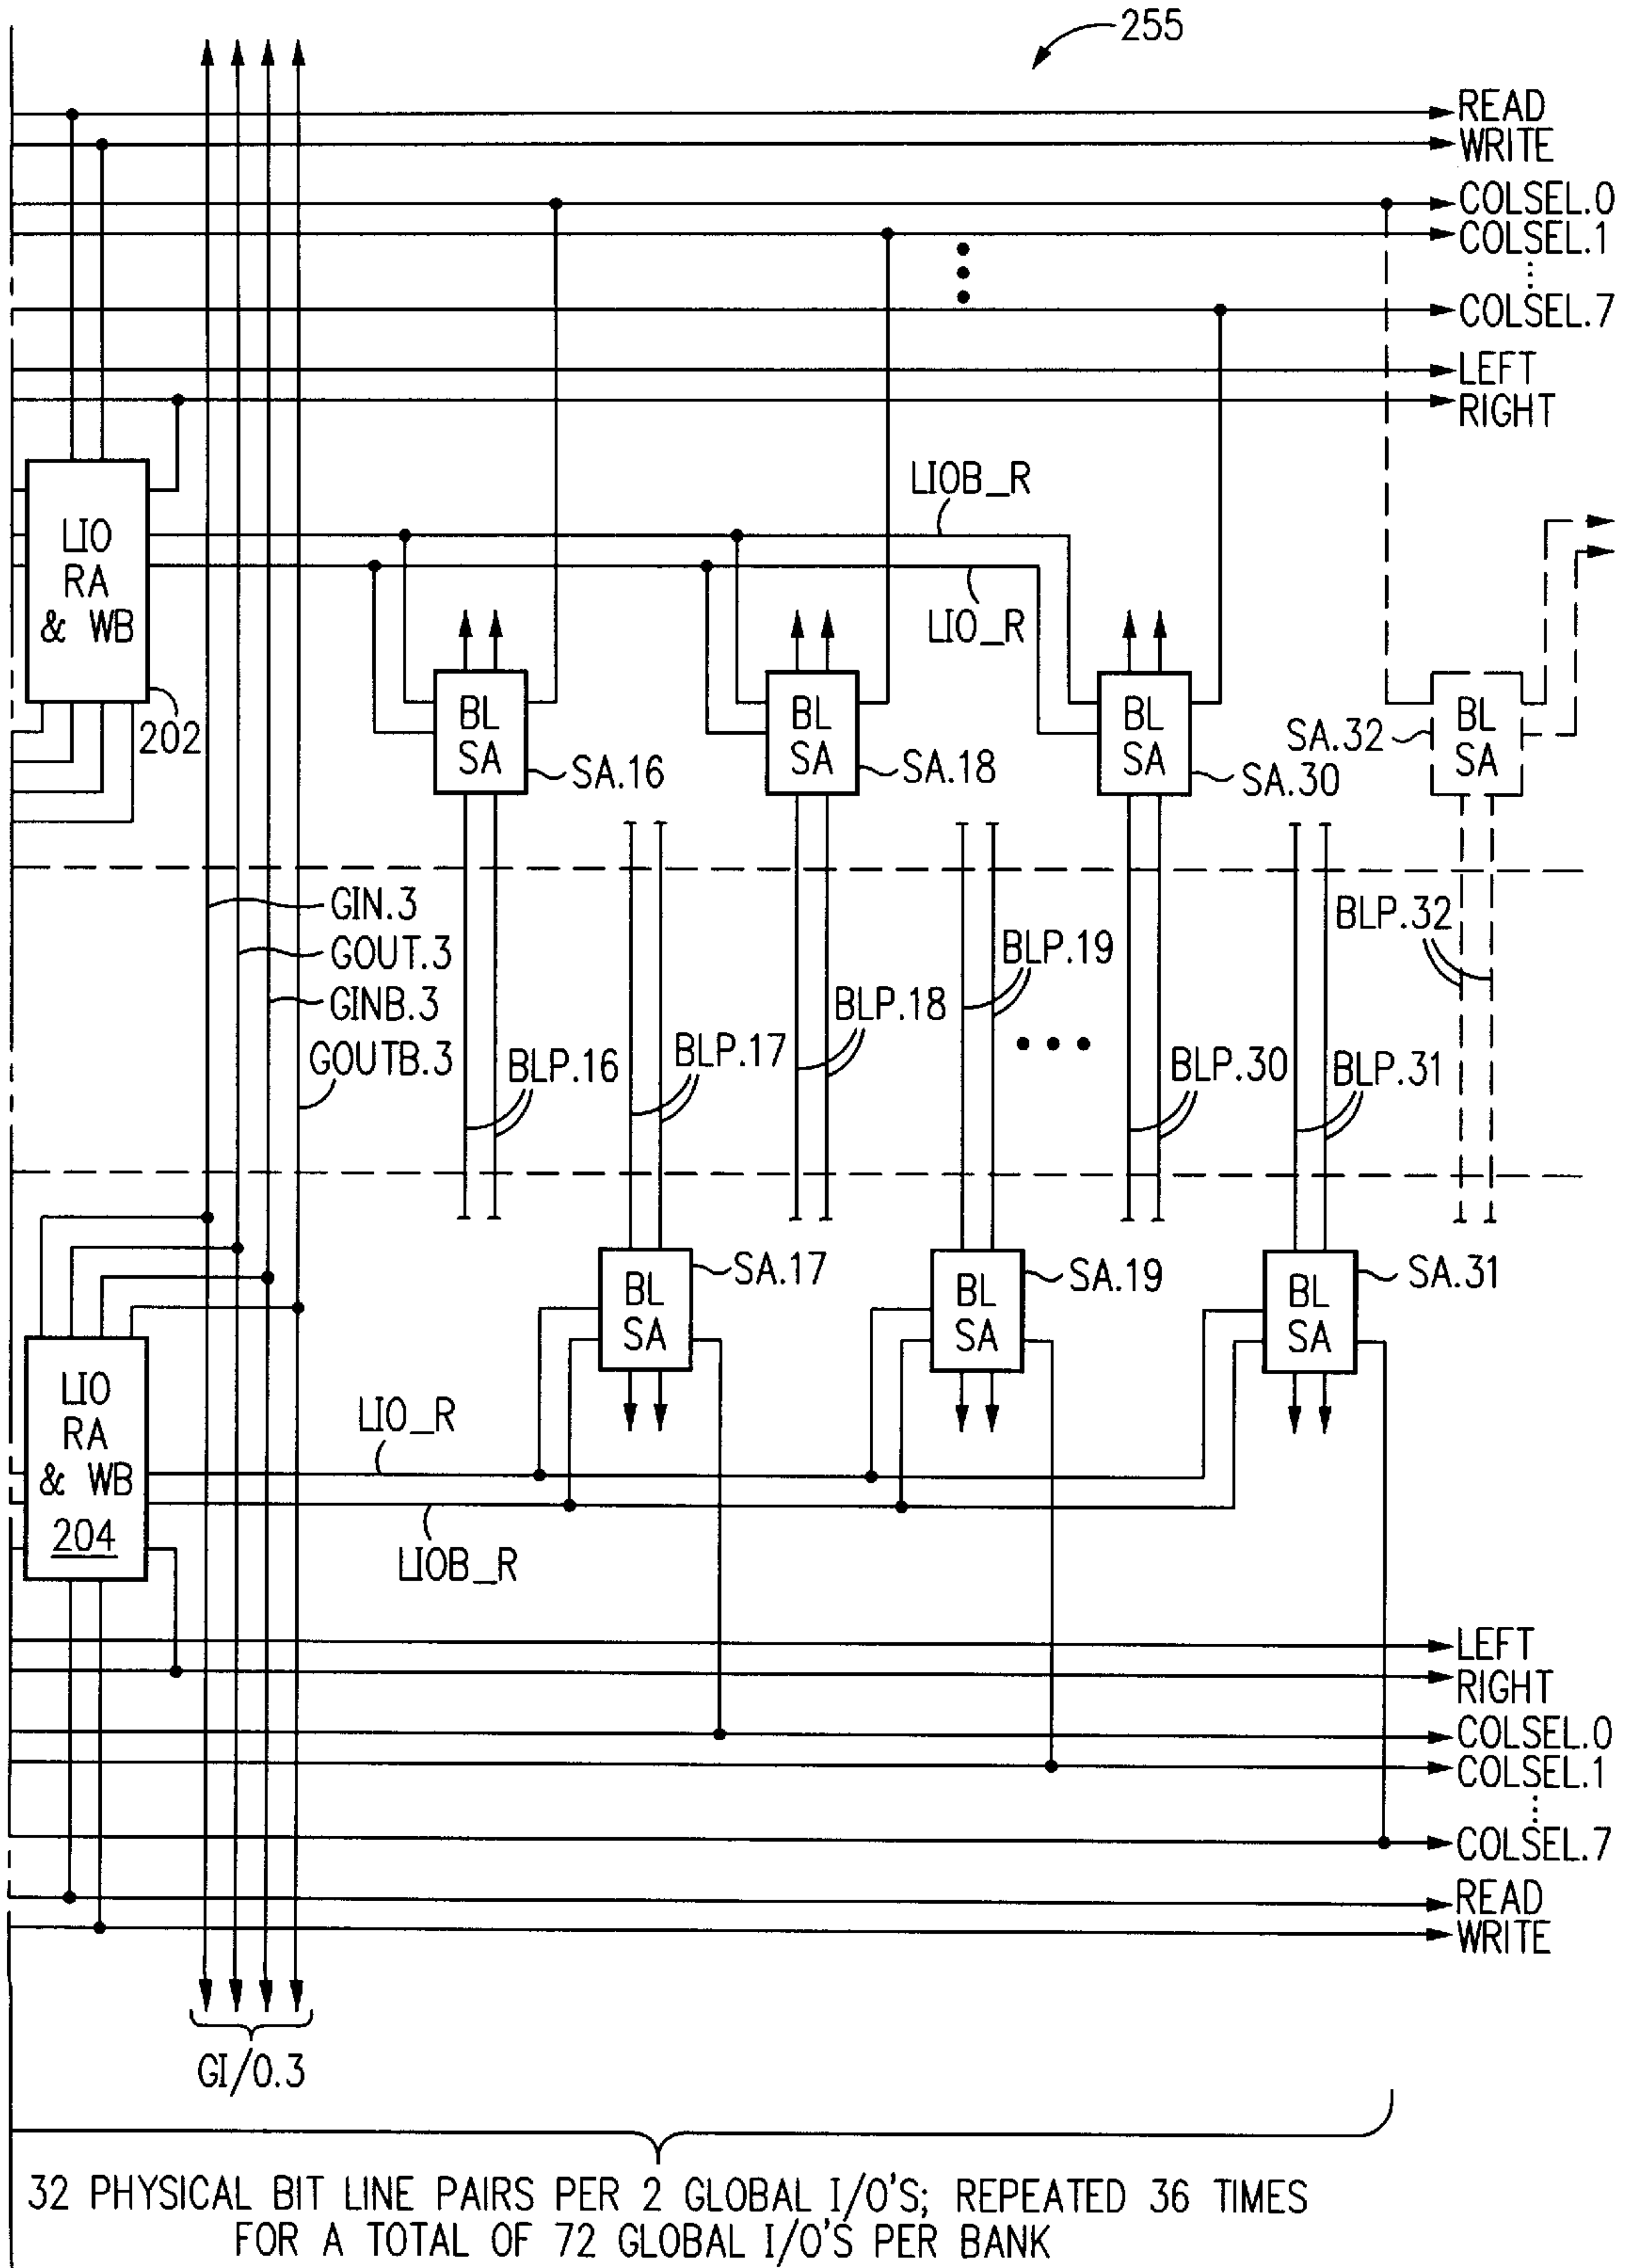 255
READ
WRITE
COLSEL.0
COLSEL.1
COLSEL.7
LEFT
RIGHT
LIOB_R
LIO
RA
& WB
202
LIO_R
BL
SA
SA.16
BL
SA
SA.18
BL
SA
SA.30
BL
SA
SA.32
GIN.3
GOUT.3
GINB.3
GOUTB.3
BLP.16
BLP.17
BLP.18
BLP.19
BLP.30
BLP.31
BLP.32
BL
SA
SA.17
BL
SA
SA.19
BL
SA
SA.31
LIO
RA
& WB
204
LIO_R
LIOB_R
LEFT
RIGHT
COLSEL.0
COLSEL.1
COLSEL.7
READ
WRITE
GI/O.3
32 PHYSICAL BIT LINE PAIRS PER 2 GLOBAL I/O'S; REPEATED 36 TIMES
FOR A TOTAL OF 72 GLOBAL I/O'S PER BANK